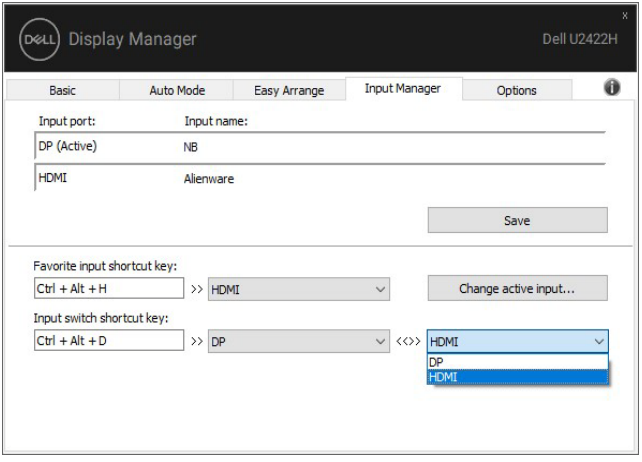 x
DELL Display Manager Dell U2422H
Basic Auto Mode Easy Arrange Input Manager Options i
Input port: Input name:
DP (Active) NB
HDMI Alienware
Save
Favorite input shortcut key:
Ctrl + Alt + H >> HDMI Change active input...
Input switch shortcut key:
Ctrl + Alt + D >> DP <<>> HDMI
DP
HDMI